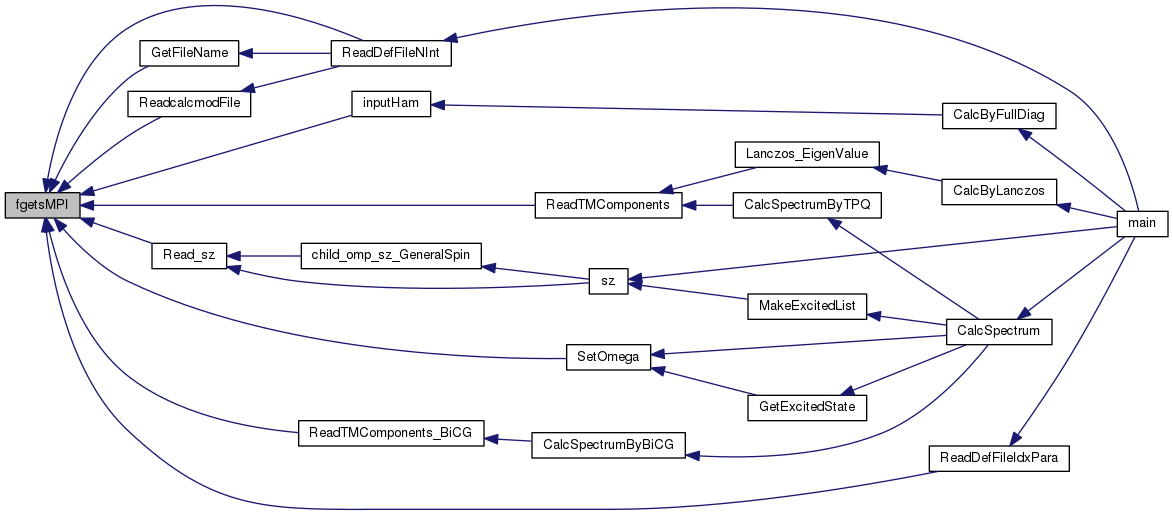 fgetsMPI
GetFileName
ReadDefFileNInt
ReadcalcmodFile
inputHam
CalcByFullDiag
Lanczos_EigenValue
CalcByLanczos
ReadTMComponents
CalcSpectrumByTPQ
main
Read_sz
child_omp_sz_GeneralSpin
sz
MakeExcitedList
CalcSpectrum
SetOmega
GetExcitedState
ReadTMComponents_BiCG
CalcSpectrumByBiCG
ReadDefFileIdxPara